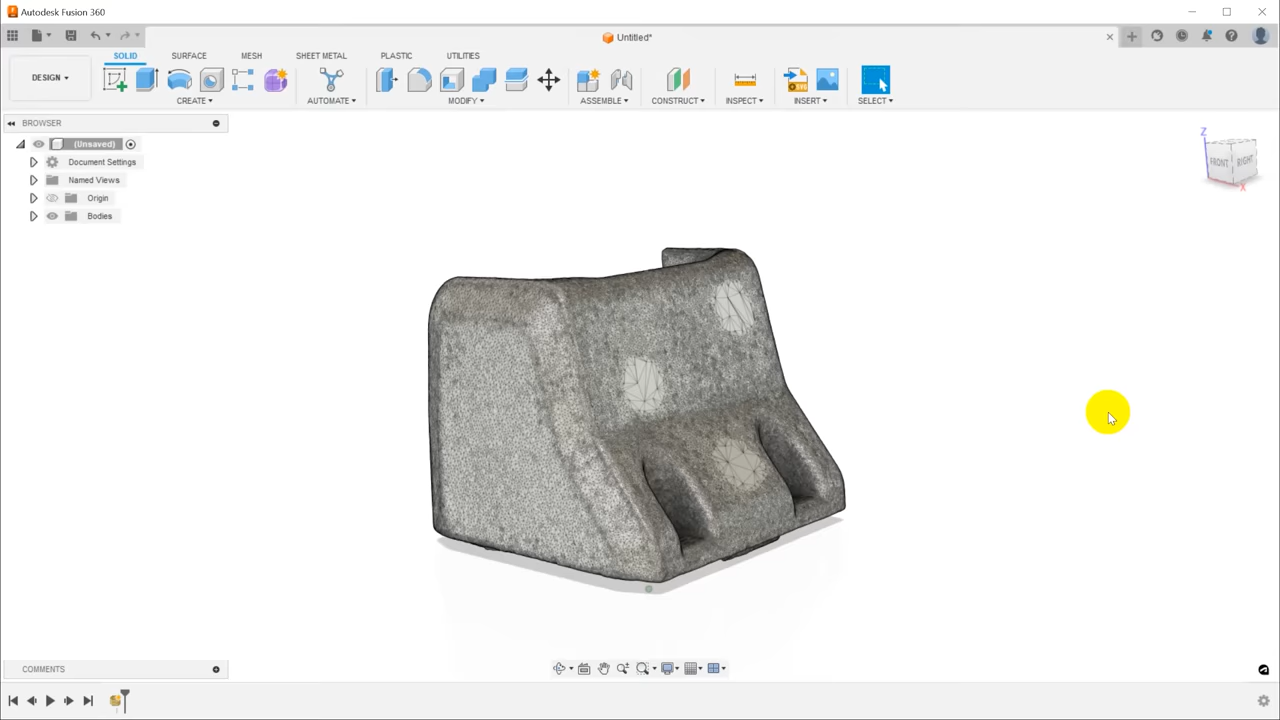 Autodesk Fusion 360
Untitled*
SOLID SURFACE MESH SHEET METAL PLASTIC UTILITIES
DESIGN
CREATE AUTOMATE MODIFY ASSEMBLE CONSTRUCT INSPECT INSERT SELECT
BROWSER
(Unsaved)
Document Settings
Named Views
Origin
Bodies
Z
FRONT RIGHT
X
COMMENTS